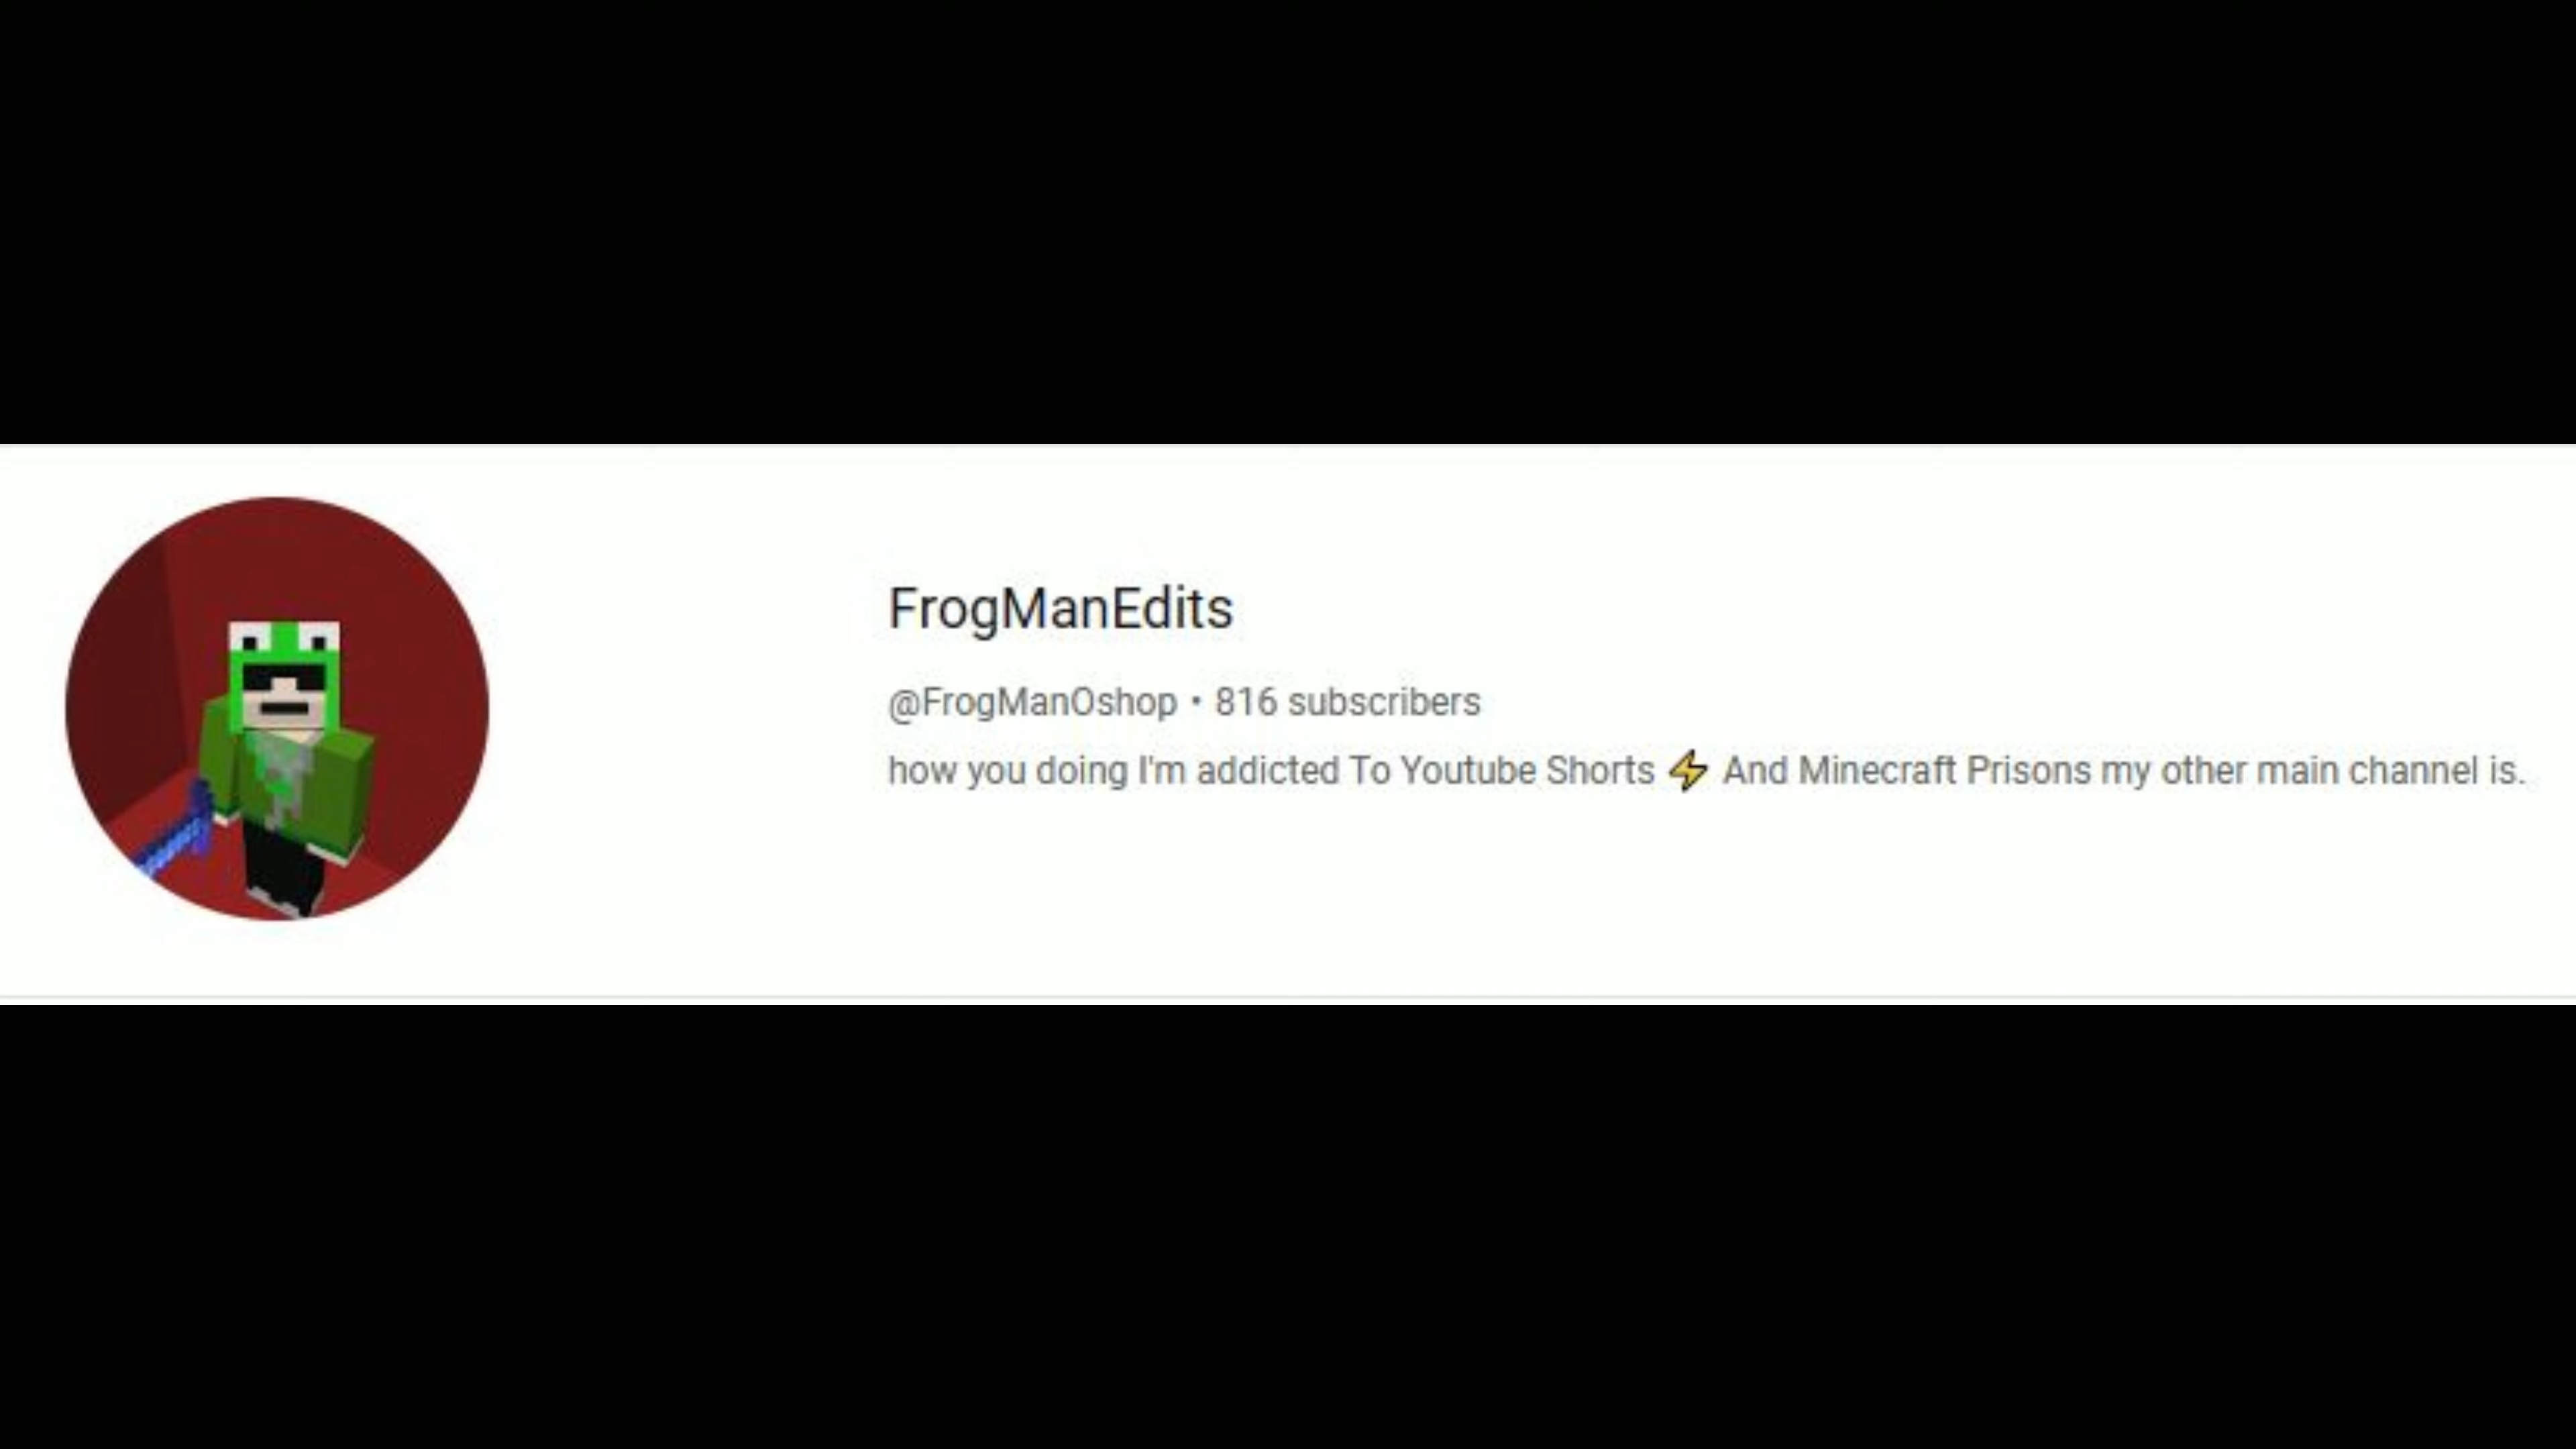 FrogManEdits
@FrogManOshop • 816 subscribers
how you doing I'm addicted To Youtube Shorts ⚡ And Minecraft Prisons my other main channel is.